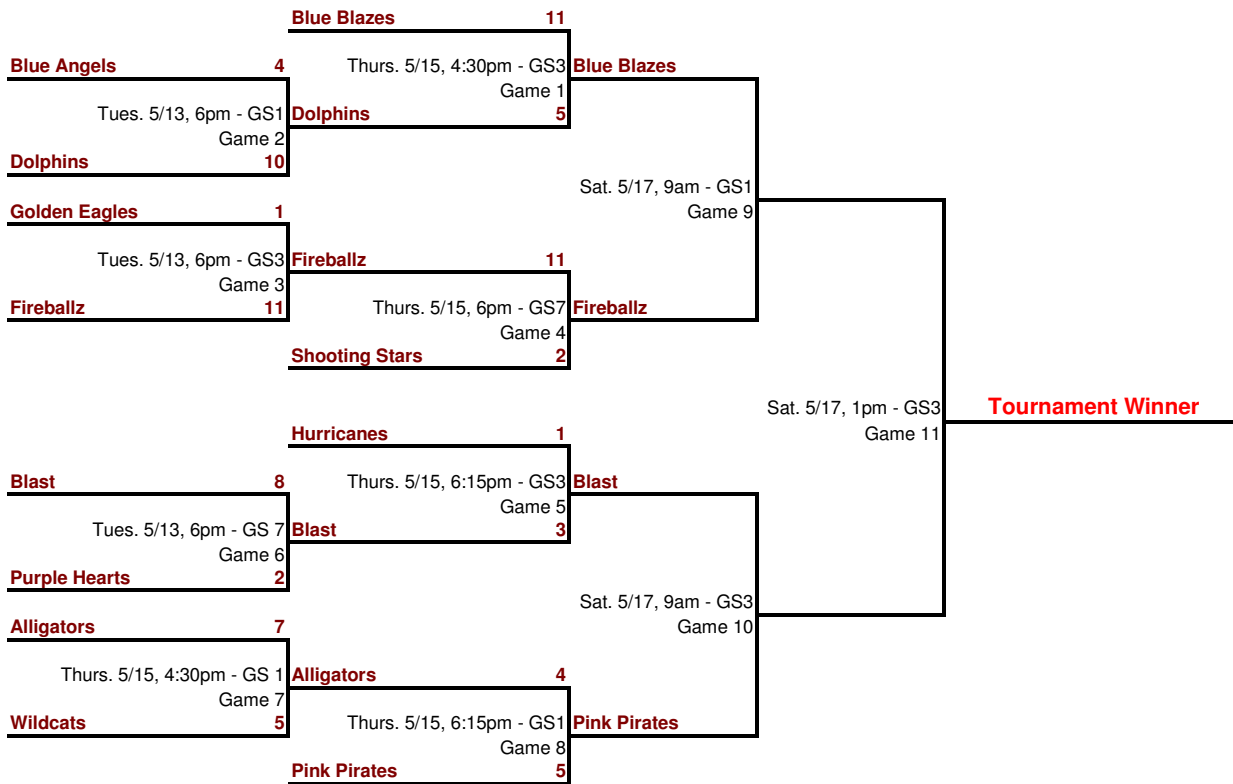 Blue Blazes 11
Blue Angels 4
Thurs. 5/15, 4:30pm - GS3 Blue Blazes
Game 1
Tues. 5/13, 6pm - GS1 Dolphins 5
Game 2
Dolphins 10
Sat. 5/17, 9am - GS1
Game 9
Golden Eagles 1
Tues. 5/13, 6pm - GS3 Fireballz 11
Game 3
Fireballz 11
Thurs. 5/15, 6pm - GS7 Fireballz
Game 4
Shooting Stars 2
Sat. 5/17, 1pm - GS3 Tournament Winner
Game 11
Hurricanes 1
Blast 8
Thurs. 5/15, 6:15pm - GS3 Blast
Game 5
Tues. 5/13, 6pm - GS 7 Blast 3
Game 6
Purple Hearts 2
Sat. 5/17, 9am - GS3
Game 10
Alligators 7
Thurs. 5/15, 4:30pm - GS 1 Alligators 4
Game 7
Wildcats 5
Thurs. 5/15, 6:15pm - GS1 Pink Pirates
Game 8
Pink Pirates 5